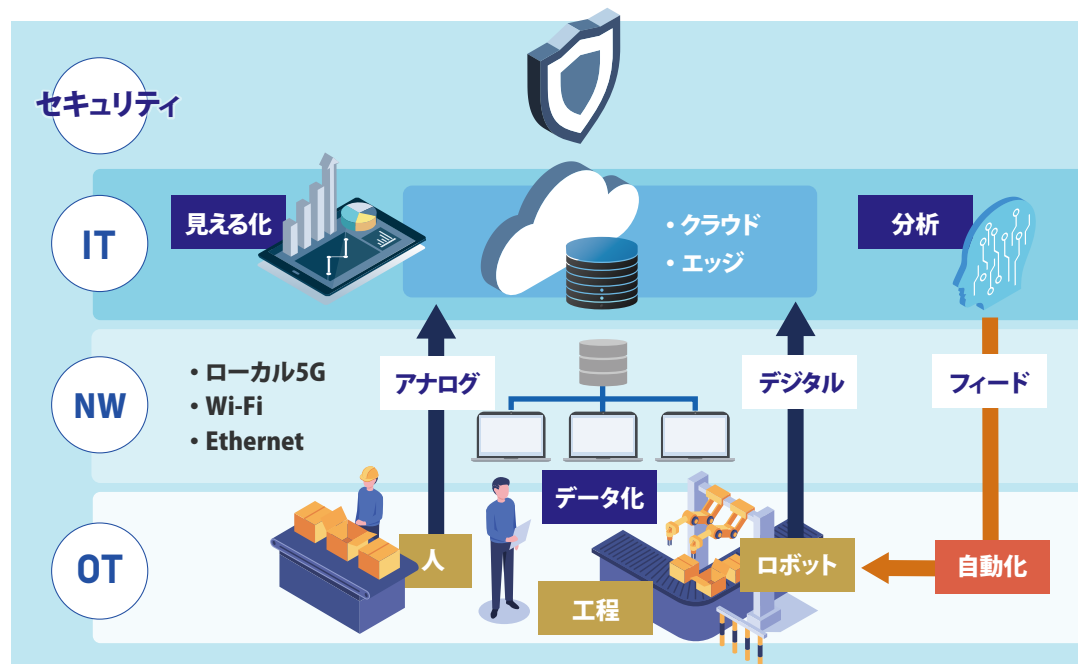 セキュリティ
IT
見える化
・クラウド
・エッジ
分析
NW
・ローカル5G
・Wi-Fi
・Ethernet
アナログ
デジタル
フィード
データ化
OT
人
工程
ロボット
自動化